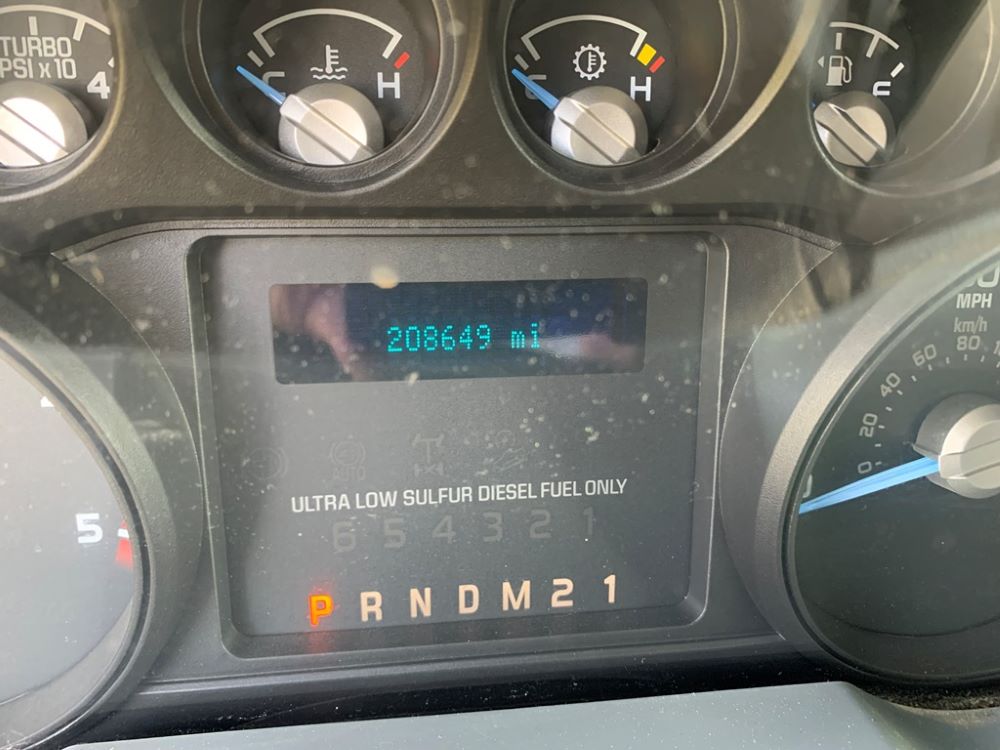 TURBO
PSI x 10
4
C
H
C
H
208649 mi
MPH
km/h
0 20 40 60 80
ULTRA LOW SULFUR DIESEL FUEL ONLY
6 5 4 3 2 1
5
P R N D M 2 1